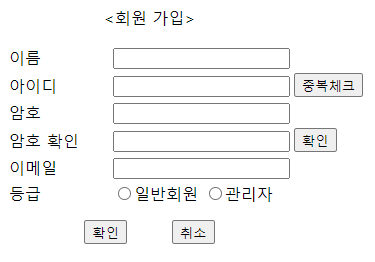 <회원 가입>
이름
아이디 중복체크
암호
암호 확인 확인
이메일
등급 일반회원 관리자
확인 취소